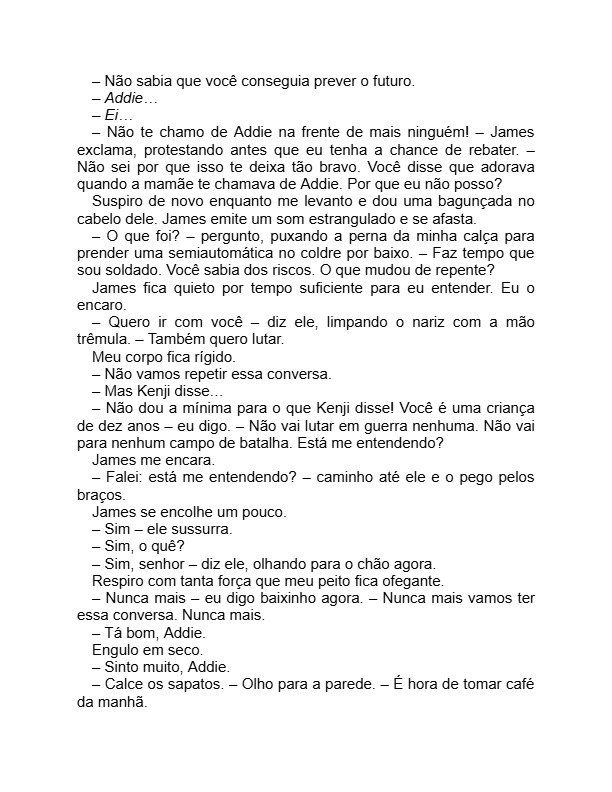 – Não sabia que você conseguia prever o futuro.
– Addie…
– Ei…
– Não te chamo de Addie na frente de mais ninguém! – James
exclama, protestando antes que eu tenha a chance de rebater. –
Não sei por que isso te deixa tão bravo. Você disse que adorava
quando a mamãe te chamava de Addie. Por que eu não posso?
Suspiro de novo enquanto me levanto e dou uma bagunçada no
cabelo dele. James emite um som estrangulado e se afasta.
– O que foi? – pergunto, puxando a perna da minha calça para
prender uma semiautomática no coldre por baixo. – Faz tempo que
sou soldado. Você sabia dos riscos. O que mudou de repente?
James fica quieto por tempo suficiente para eu entender. Eu o
encaro.
– Quero ir com você – diz ele, limpando o nariz com a mão
trêmula. – Também quero lutar.
Meu corpo fica rígido.
– Não vamos repetir essa conversa.
– Mas Kenji disse…
– Não dou a mínima para o que Kenji disse! Você é uma criança
de dez anos – eu digo. – Não vai lutar em guerra nenhuma. Não vai
para nenhum campo de batalha. Está me entendendo?
James me encara.
– Falei: está me entendendo? – caminho até ele e o pego pelos
braços.
James se encolhe um pouco.
– Sim – ele sussurra.
– Sim, o quê?
– Sim, senhor – diz ele, olhando para o chão agora.
Respiro com tanta força que meu peito fica ofegante.
– Nunca mais – eu digo baixinho agora. – Nunca mais vamos ter
essa conversa. Nunca mais.
– Tá bom, Addie.
Engulo em seco.
– Sinto muito, Addie.
– Calce os sapatos. – Olho para a parede. – É hora de tomar café
da manhã.